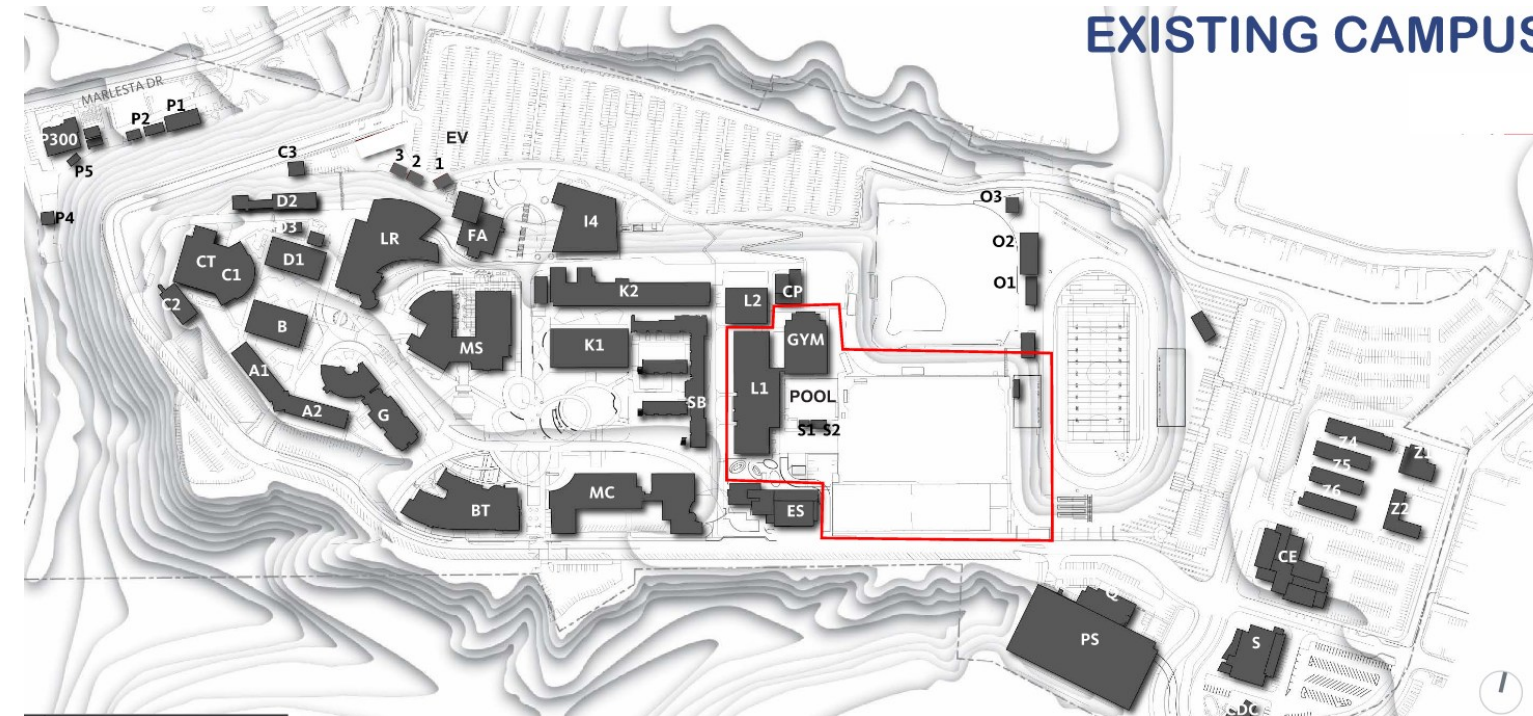 EXISTING CAMPUS
MARLESTA DR
P1
P2
P300
P5
P4
C3
EV
3
2
1
D2
D3
D1
LR
FA
I4
CT
C1
C2
B
A1
A2
G
MS
K2
K1
SB
L2
CP
GYM
L1
POOL
S1 S2
O3
O2
O1
BT
MC
ES
Z4
Z5
Z6
Z1
Z2
CE
Q
PS
S
CDC